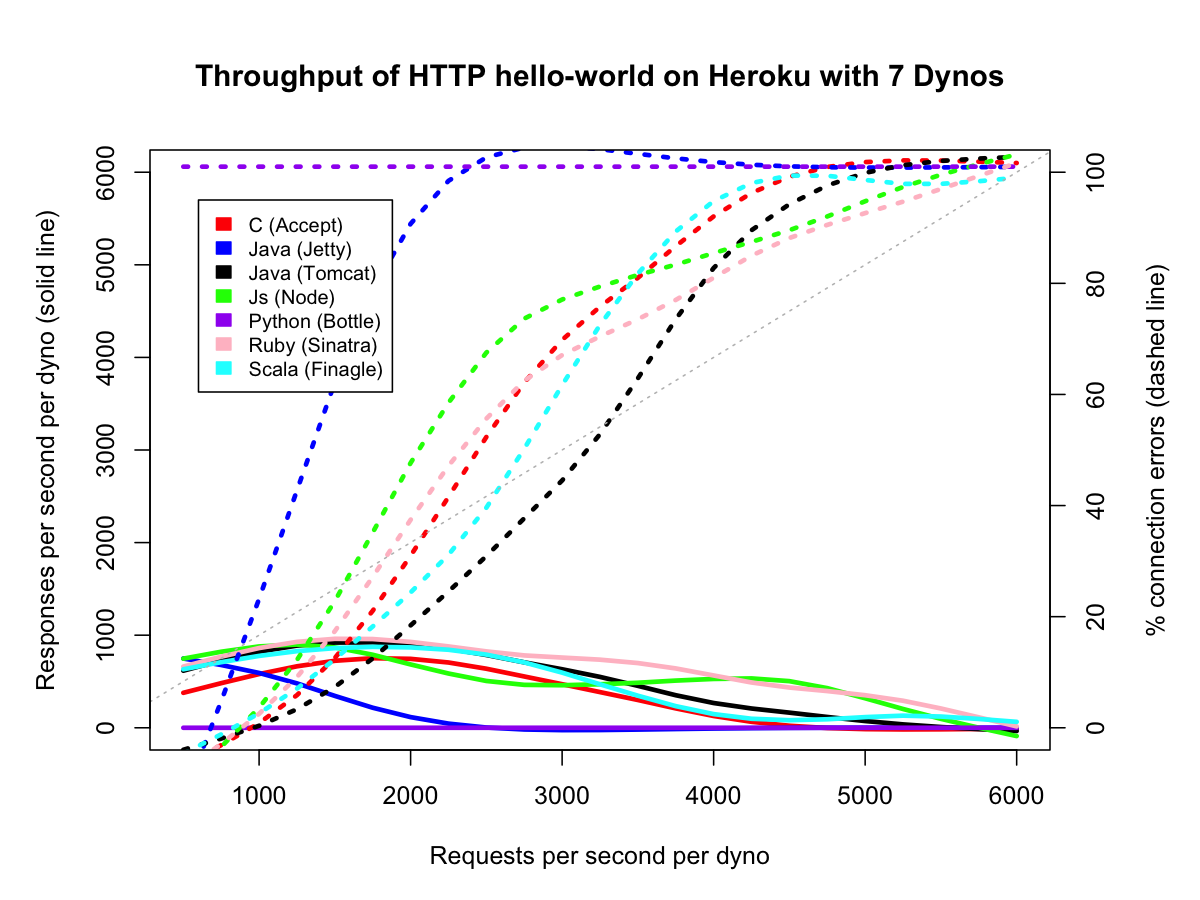 Throughput of HTTP hello-world on Heroku with 7 Dynos
Responses per second per dyno (solid line)
6000
5000
4000
3000
2000
1000
0
C (Accept)
Java (Jetty)
Java (Tomcat)
Js (Node)
Python (Bottle)
Ruby (Sinatra)
Scala (Finagle)
100
80
60
40
20
0
% connection errors (dashed line)
1000 2000 3000 4000 5000 6000
Requests per second per dyno